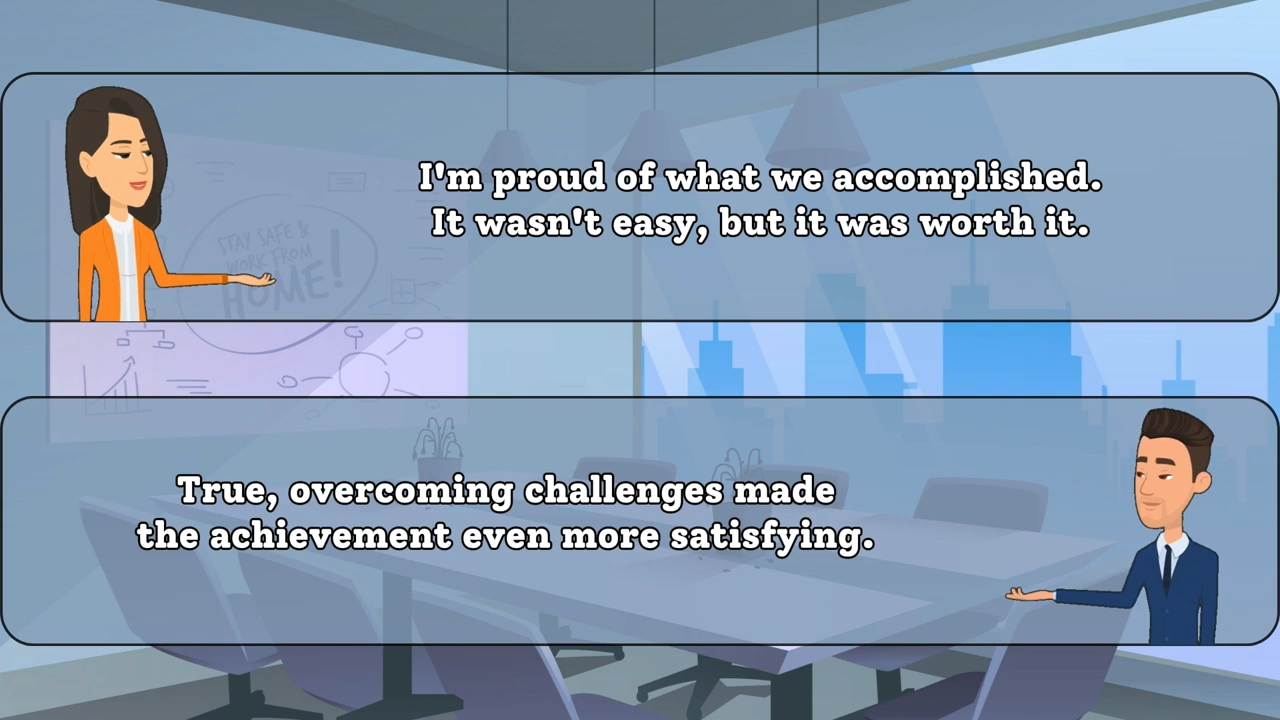 I'm proud of what we accomplished.
It wasn't easy, but it was worth it.
STAY SAFE &
WORK FROM
HOME!
True, overcoming challenges made
the achievement even more satisfying.